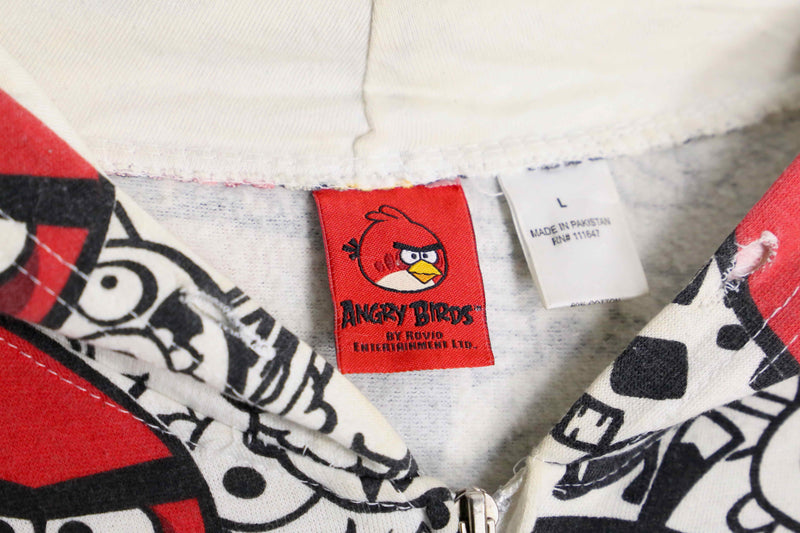 ANGRY BIRDS™
BY ROVIO
ENTERTAINMENT LTD.
L
MADE IN PAKISTAN
RN# 111647